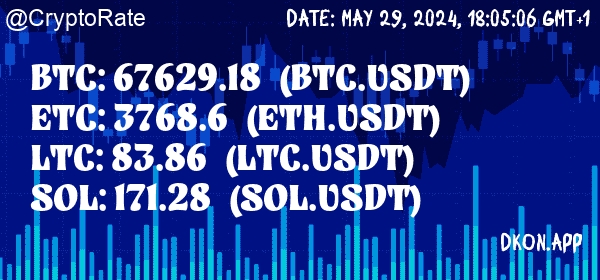 @CryptoRate
DATE: MAY 29, 2024, 18:05:06 GMT+1
BTC: 67629.18 (BTC.USDT)
ETC: 3768.6 (ETH.USDT)
LTC: 83.86 (LTC.USDT)
SOL: 171.28 (SOL.USDT)
DKON.APP